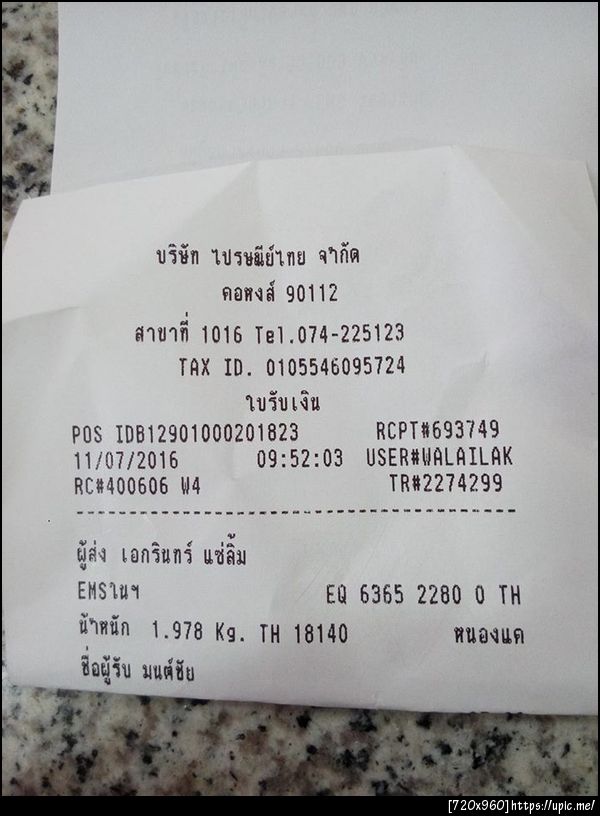 บริษัท ไปรษณีย์ไทย จำกัด
คอหงส์ 90112
สาขาที่ 1016 Tel.074-225123
TAX ID. 0105546095724
ใบรับเงิน
POS IDB12901000201823 RCPT#693749
11/07/2016 09:52:03 USER#WALAILAK
RC#400606 W4 TR#2274299
ผู้ส่ง เอกรินทร์ แซ่ลิ้ม
EMSในฯ EQ 6365 2280 0 TH
น้ำหนัก 1.978 Kg. TH 18140 หนองแค
ชื่อผู้รับ มนต์ชัย
[720x960]https://upic.me/